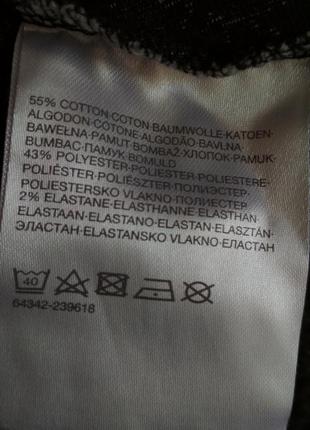 55% COTTON·COTON·BAUMWOLLE·KATOEN·
ALGODON·COTONE·ALGODÃO·BAVLNA·
BAWEŁNA·PAMUT·BOMBAŽ·ХЛОПОК·PAMUK·
BUMBAC·ПАМУК·BOMULD
43% POLYESTER·POLIESTER·POLIESTERE·
POLIÉSTER·POLIÉSZTER·ПОЛИЭСТЕР·
POLIESTERSKO VLAKNO·ПОЛИЕСТЕР
2% ELASTANE·ELASTHANNE·ELASTHAN·
ELASTAAN·ELASTANO·ELASTAN·ELASZTÁN·
ЭЛАСТАН·ELASTANSKO VLAKNO·ЕЛАСТАН
40
64342-239618